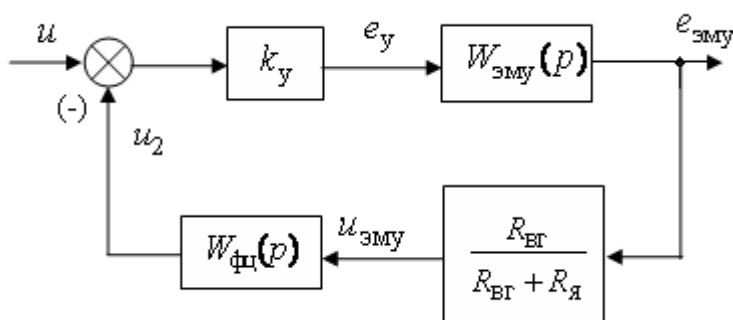 u
k_у
e_у
W_эму(p)
e_эму
(-)
u_2
W_фц(p)
u_эму
R_вг
R_вг + R_я